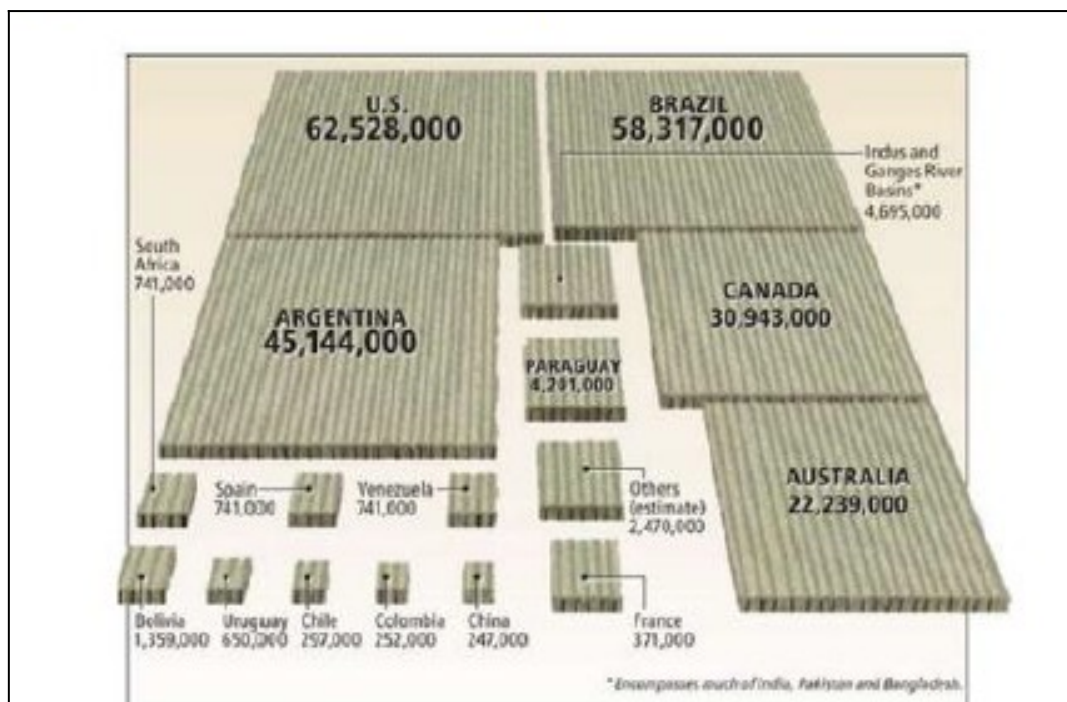 U.S.
62,528,000
BRAZIL
58,317,000
Indus and
Ganges River
Basins*
4,695,000
South
Africa
741,000
ARGENTINA
45,144,000
CANADA
30,943,000
PARAGUAY
4,201,000
AUSTRALIA
22,239,000
Spain
741,000
Venezuela
741,000
Others
(estimate)
2,470,000
Bolivia
1,359,000
Uruguay
650,000
Chile
297,000
Colombia
252,000
China
247,000
France
371,000
*Encompasses much of India, Pakistan and Bangladesh.